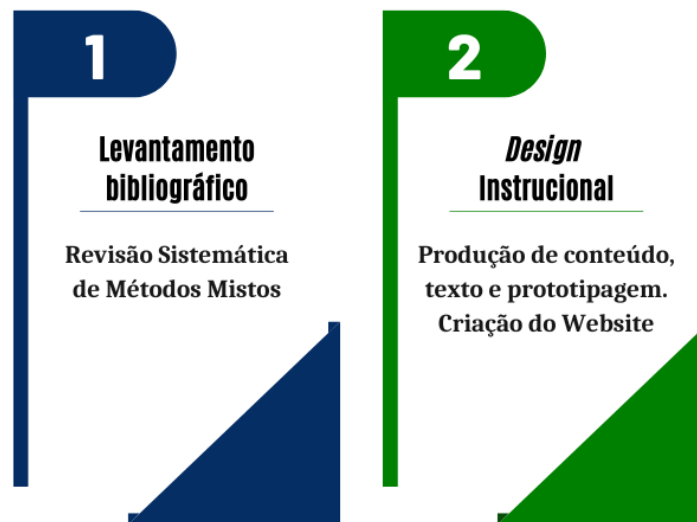 1
Levantamento
bibliográfico
Revisão Sistemática
de Métodos Mistos
2
Design
Instrucional
Produção de conteúdo,
texto e prototipagem.
Criação do Website